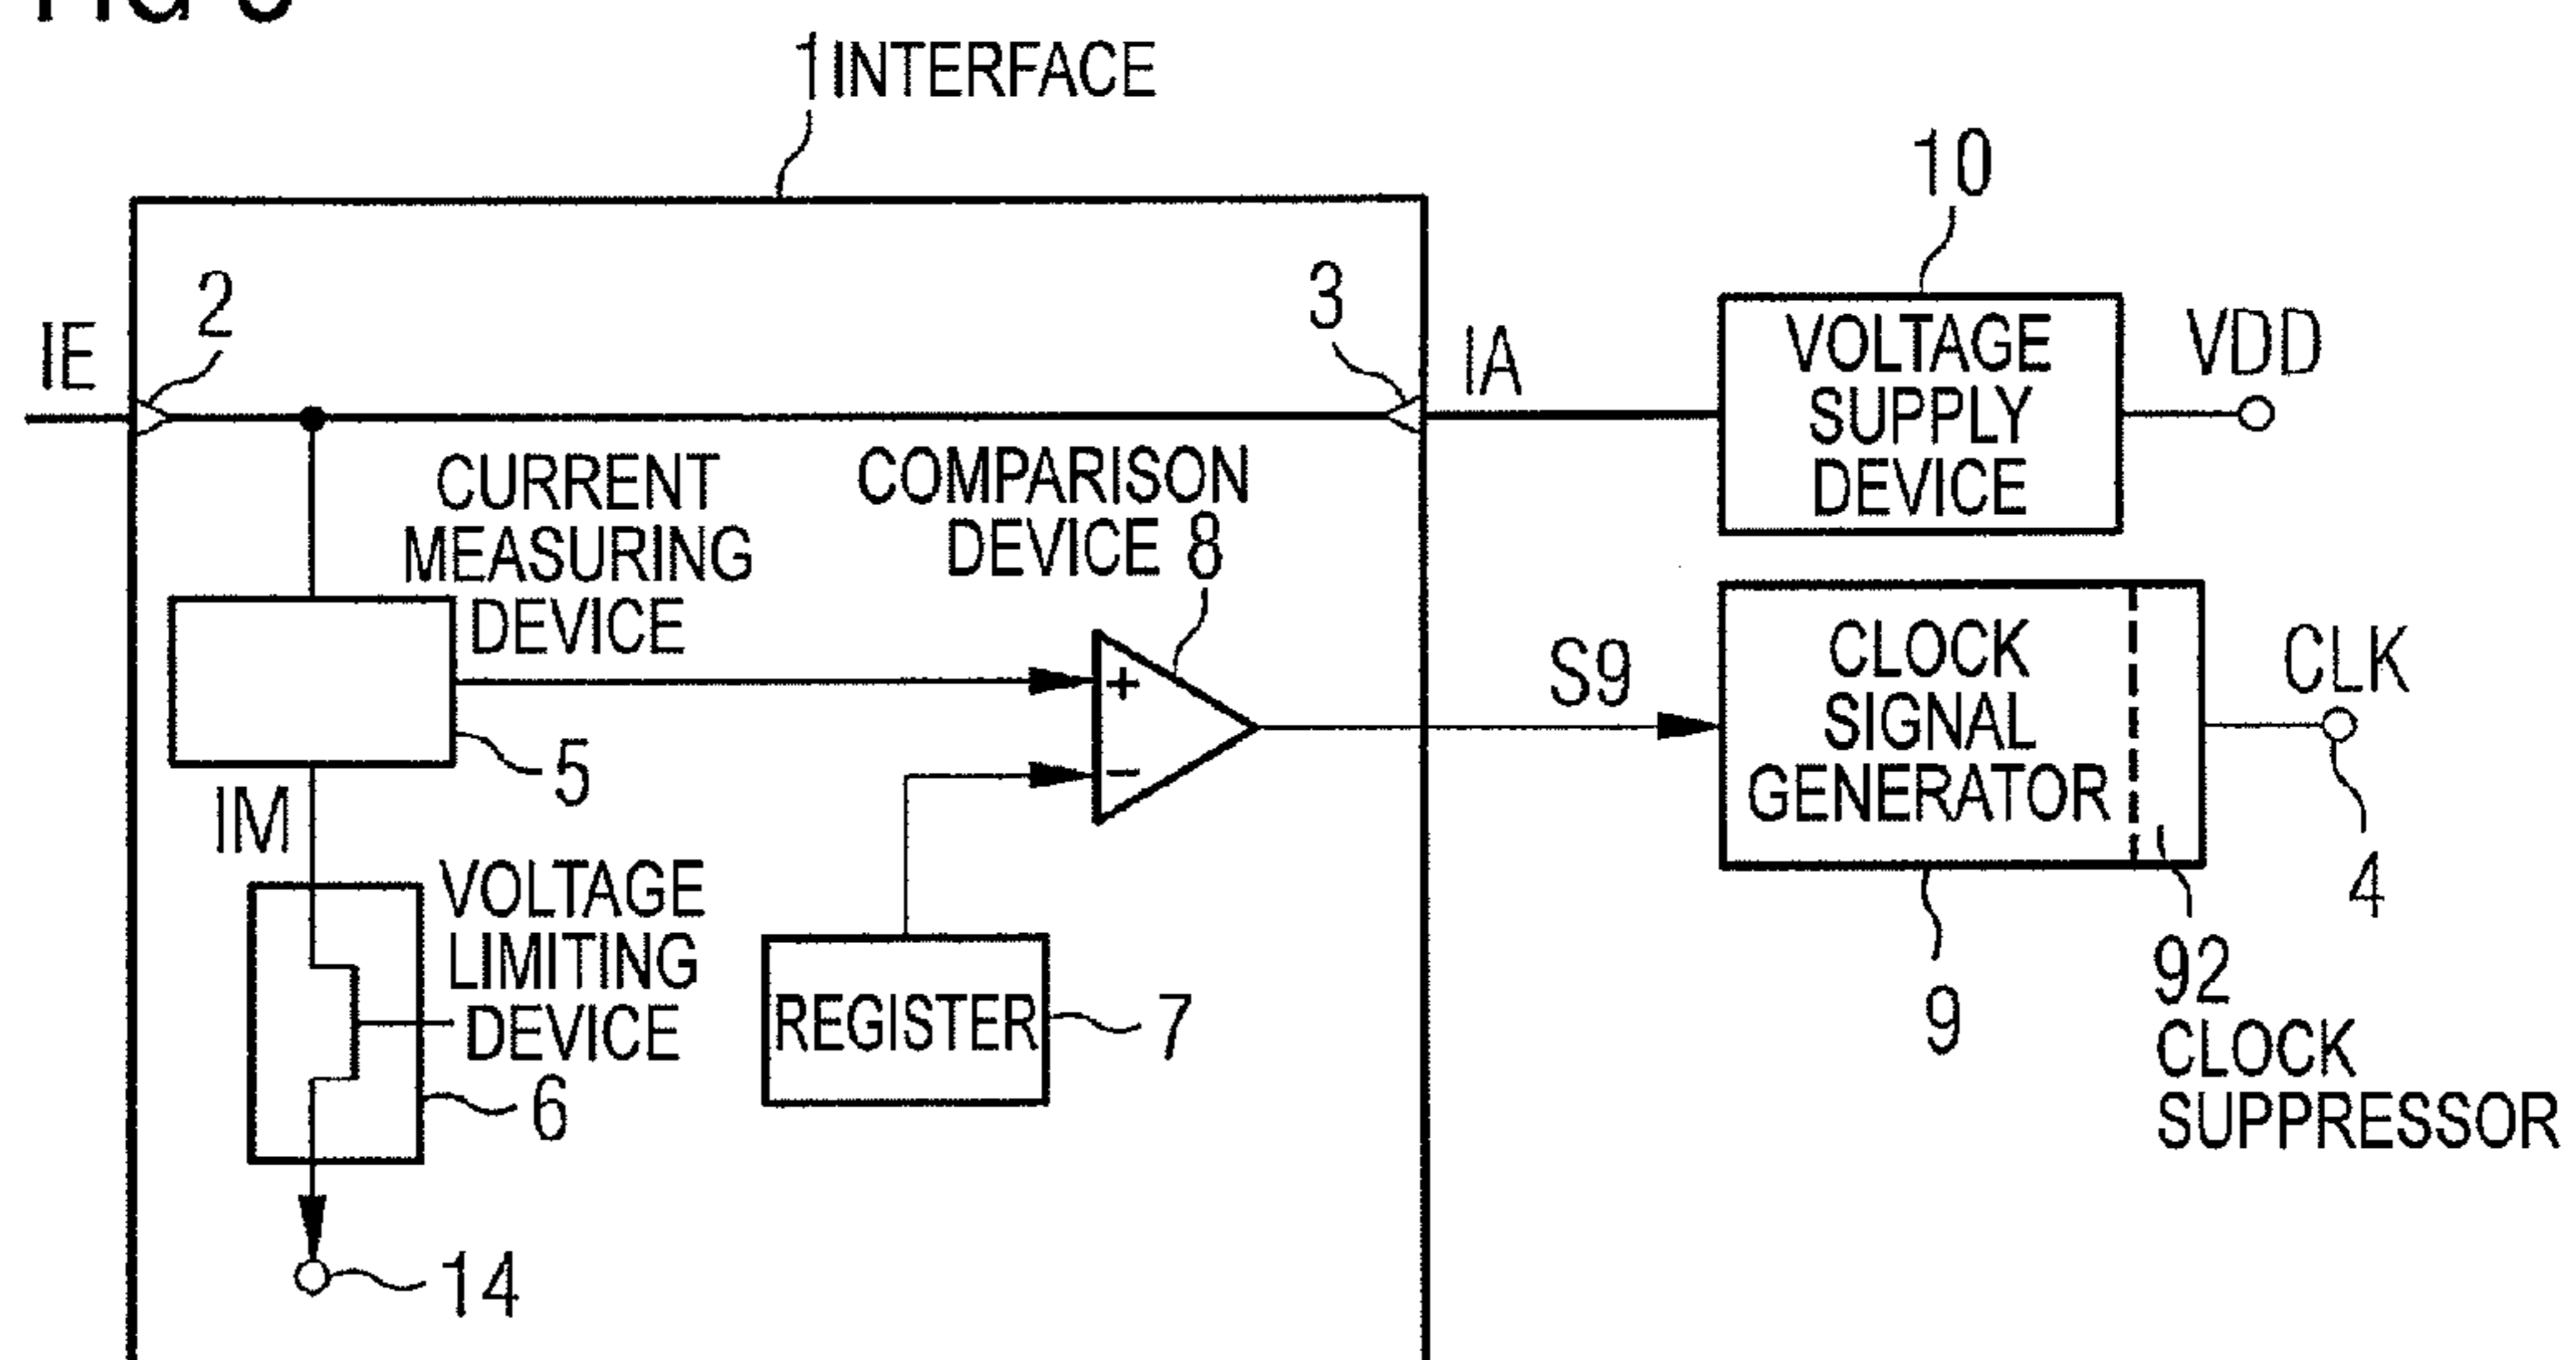 1 INTERFACE
10
2
3
IE
IA
VOLTAGE
SUPPLY
DEVICE
VDD
CURRENT
MEASURING
DEVICE
COMPARISON
DEVICE 8
+
−
5
IM
S9
CLOCK
SIGNAL
GENERATOR
CLK
4
VOLTAGE
LIMITING
DEVICE
6
REGISTER
7
9
92
CLOCK
SUPPRESSOR
14